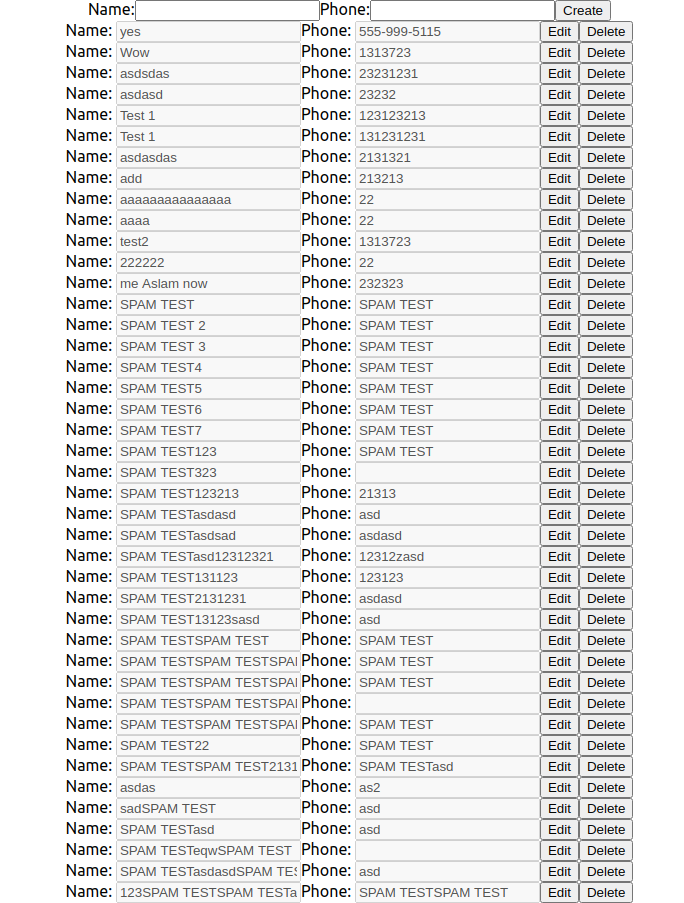 Name: Phone: Create
Name: yes Phone: 555-999-5115 Edit Delete
Name: Wow Phone: 1313723 Edit Delete
Name: asdsdas Phone: 23231231 Edit Delete
Name: asdasd Phone: 23232 Edit Delete
Name: Test 1 Phone: 123123213 Edit Delete
Name: Test 1 Phone: 131231231 Edit Delete
Name: asdasdas Phone: 2131321 Edit Delete
Name: add Phone: 213213 Edit Delete
Name: aaaaaaaaaaaaaaa Phone: 22 Edit Delete
Name: aaaa Phone: 22 Edit Delete
Name: test2 Phone: 1313723 Edit Delete
Name: 222222 Phone: 22 Edit Delete
Name: me Aslam now Phone: 232323 Edit Delete
Name: SPAM TEST Phone: SPAM TEST Edit Delete
Name: SPAM TEST 2 Phone: SPAM TEST Edit Delete
Name: SPAM TEST 3 Phone: SPAM TEST Edit Delete
Name: SPAM TEST4 Phone: SPAM TEST Edit Delete
Name: SPAM TEST5 Phone: SPAM TEST Edit Delete
Name: SPAM TEST6 Phone: SPAM TEST Edit Delete
Name: SPAM TEST7 Phone: SPAM TEST Edit Delete
Name: SPAM TEST123 Phone: SPAM TEST Edit Delete
Name: SPAM TEST323 Phone: Edit Delete
Name: SPAM TEST123213 Phone: 21313 Edit Delete
Name: SPAM TESTasdasd Phone: asd Edit Delete
Name: SPAM TESTasdsad Phone: asdasd Edit Delete
Name: SPAM TESTasd12312321 Phone: 12312zasd Edit Delete
Name: SPAM TEST131123 Phone: 123123 Edit Delete
Name: SPAM TEST2131231 Phone: asdasd Edit Delete
Name: SPAM TEST13123sasd Phone: asd Edit Delete
Name: SPAM TESTSPAM TEST Phone: SPAM TEST Edit Delete
Name: SPAM TESTSPAM TESTSPA Phone: SPAM TEST Edit Delete
Name: SPAM TESTSPAM TESTSPA Phone: SPAM TEST Edit Delete
Name: SPAM TESTSPAM TESTSPA Phone: Edit Delete
Name: SPAM TESTSPAM TESTSPA Phone: SPAM TEST Edit Delete
Name: SPAM TEST22 Phone: SPAM TEST Edit Delete
Name: SPAM TESTSPAM TEST2131 Phone: SPAM TESTasd Edit Delete
Name: asdas Phone: as2 Edit Delete
Name: sadSPAM TEST Phone: asd Edit Delete
Name: SPAM TESTasd Phone: asd Edit Delete
Name: SPAM TESTeqwSPAM TEST Phone: Edit Delete
Name: SPAM TESTasdasdSPAM TES Phone: asd Edit Delete
Name: 123SPAM TESTSPAM TESTa Phone: SPAM TESTSPAM TEST Edit Delete